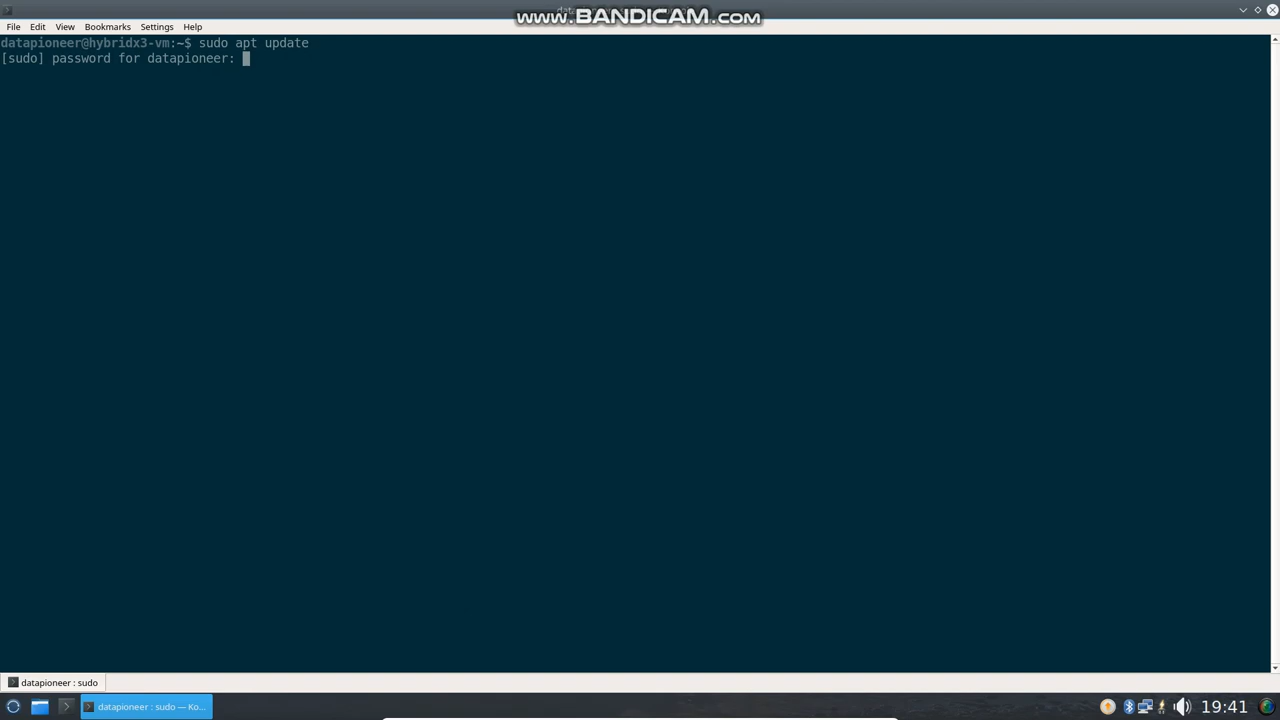 www.BANDICAM.com
File Edit View Bookmarks Settings Help
datapioneer@hybridx3-vm:~$ sudo apt update
[sudo] password for datapioneer:
datapioneer : sudo
datapioneer : sudo — Ko...
19:41